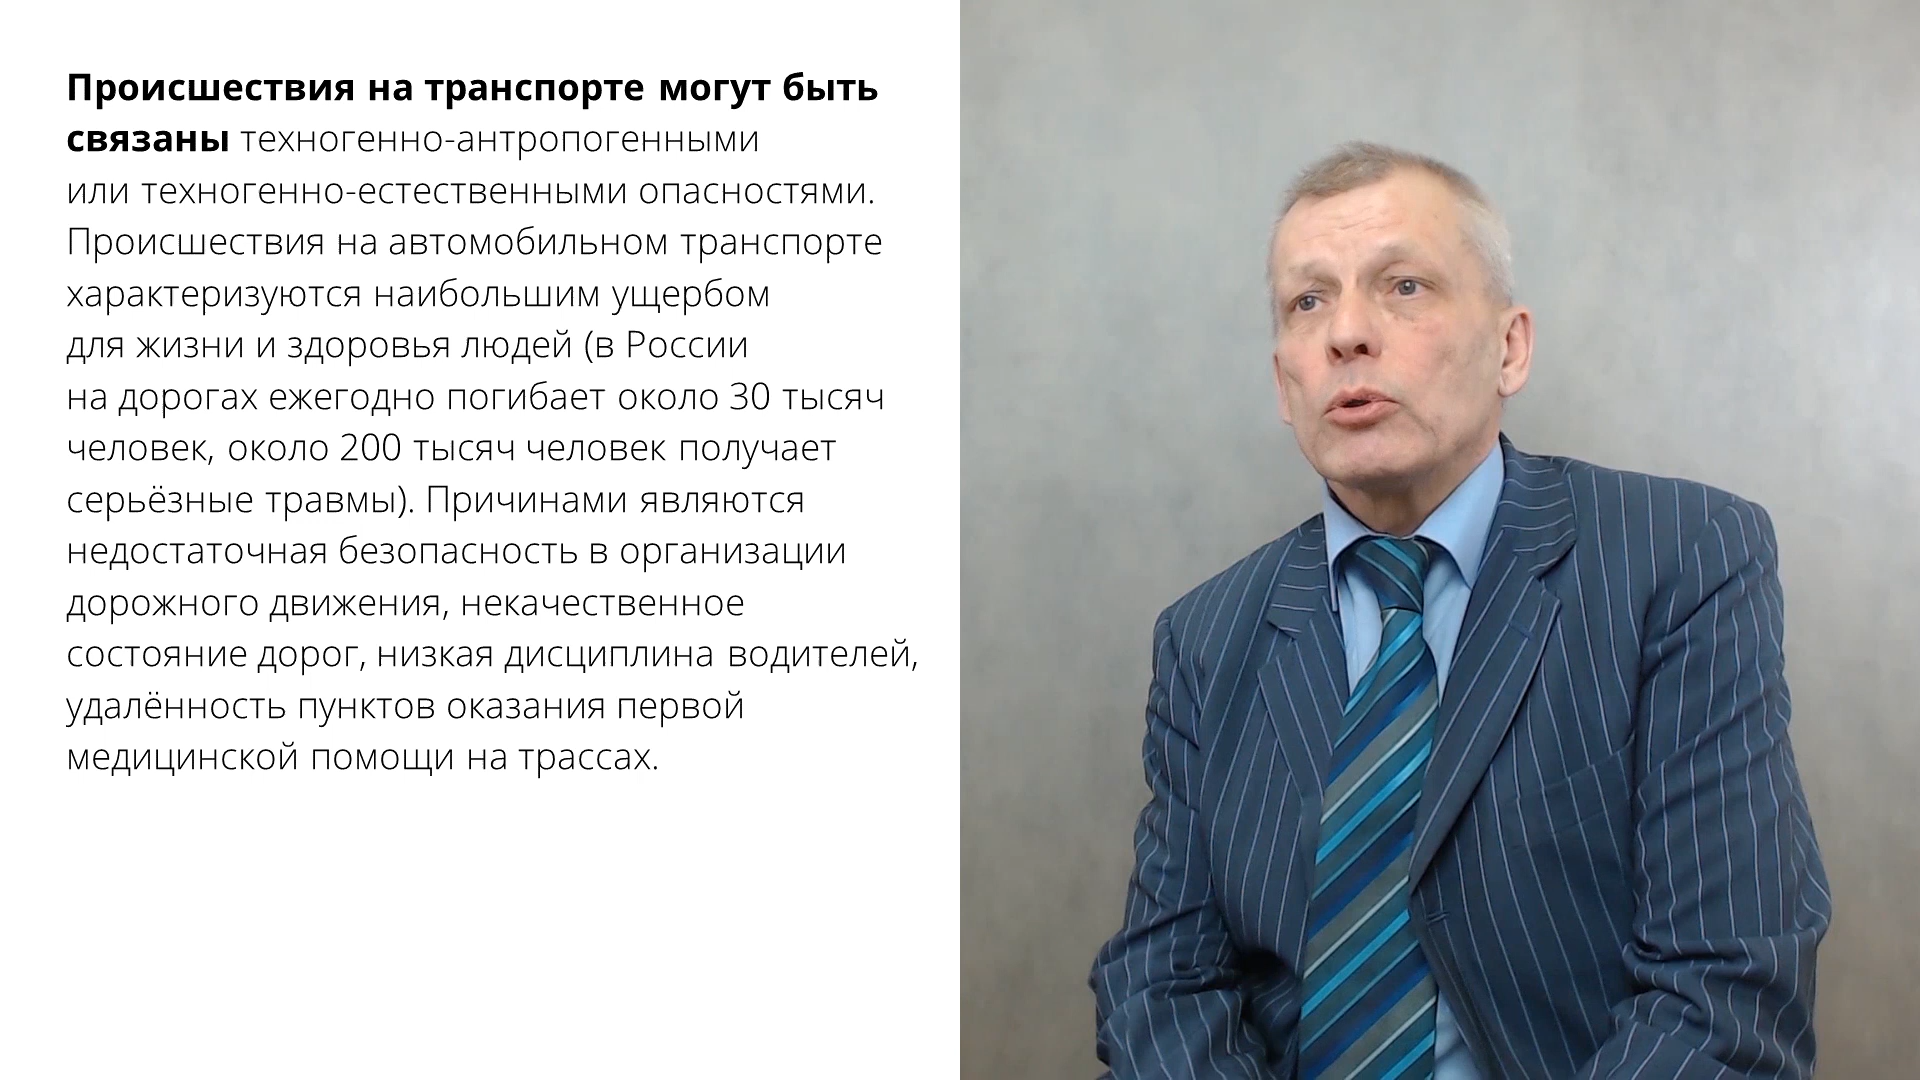 Происшествия на транспорте могут быть
связаны техногенно-антропогенными
или техногенно-естественными опасностями.
Происшествия на автомобильном транспорте
характеризуются наибольшим ущербом
для жизни и здоровья людей (в России
на дорогах ежегодно погибает около 30 тысяч
человек, около 200 тысяч человек получает
серьёзные травмы). Причинами являются
недостаточная безопасность в организации
дорожного движения, некачественное
состояние дорог, низкая дисциплина водителей,
удалённость пунктов оказания первой
медицинской помощи на трассах.